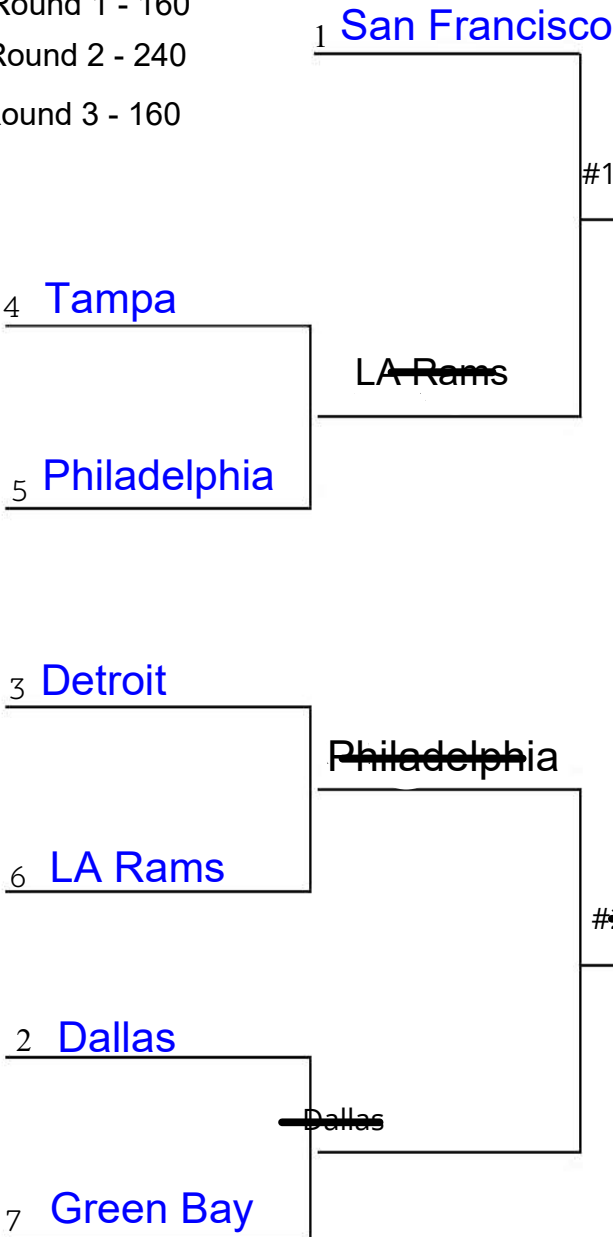 Round 1 - 160
1 San Francisco
Round 2 - 240
Round 3 - 160
#1
4 Tampa
LA Rams
5 Philadelphia
3 Detroit
Philadelphia
6 LA Rams
#2
2 Dallas
Dallas
7 Green Bay